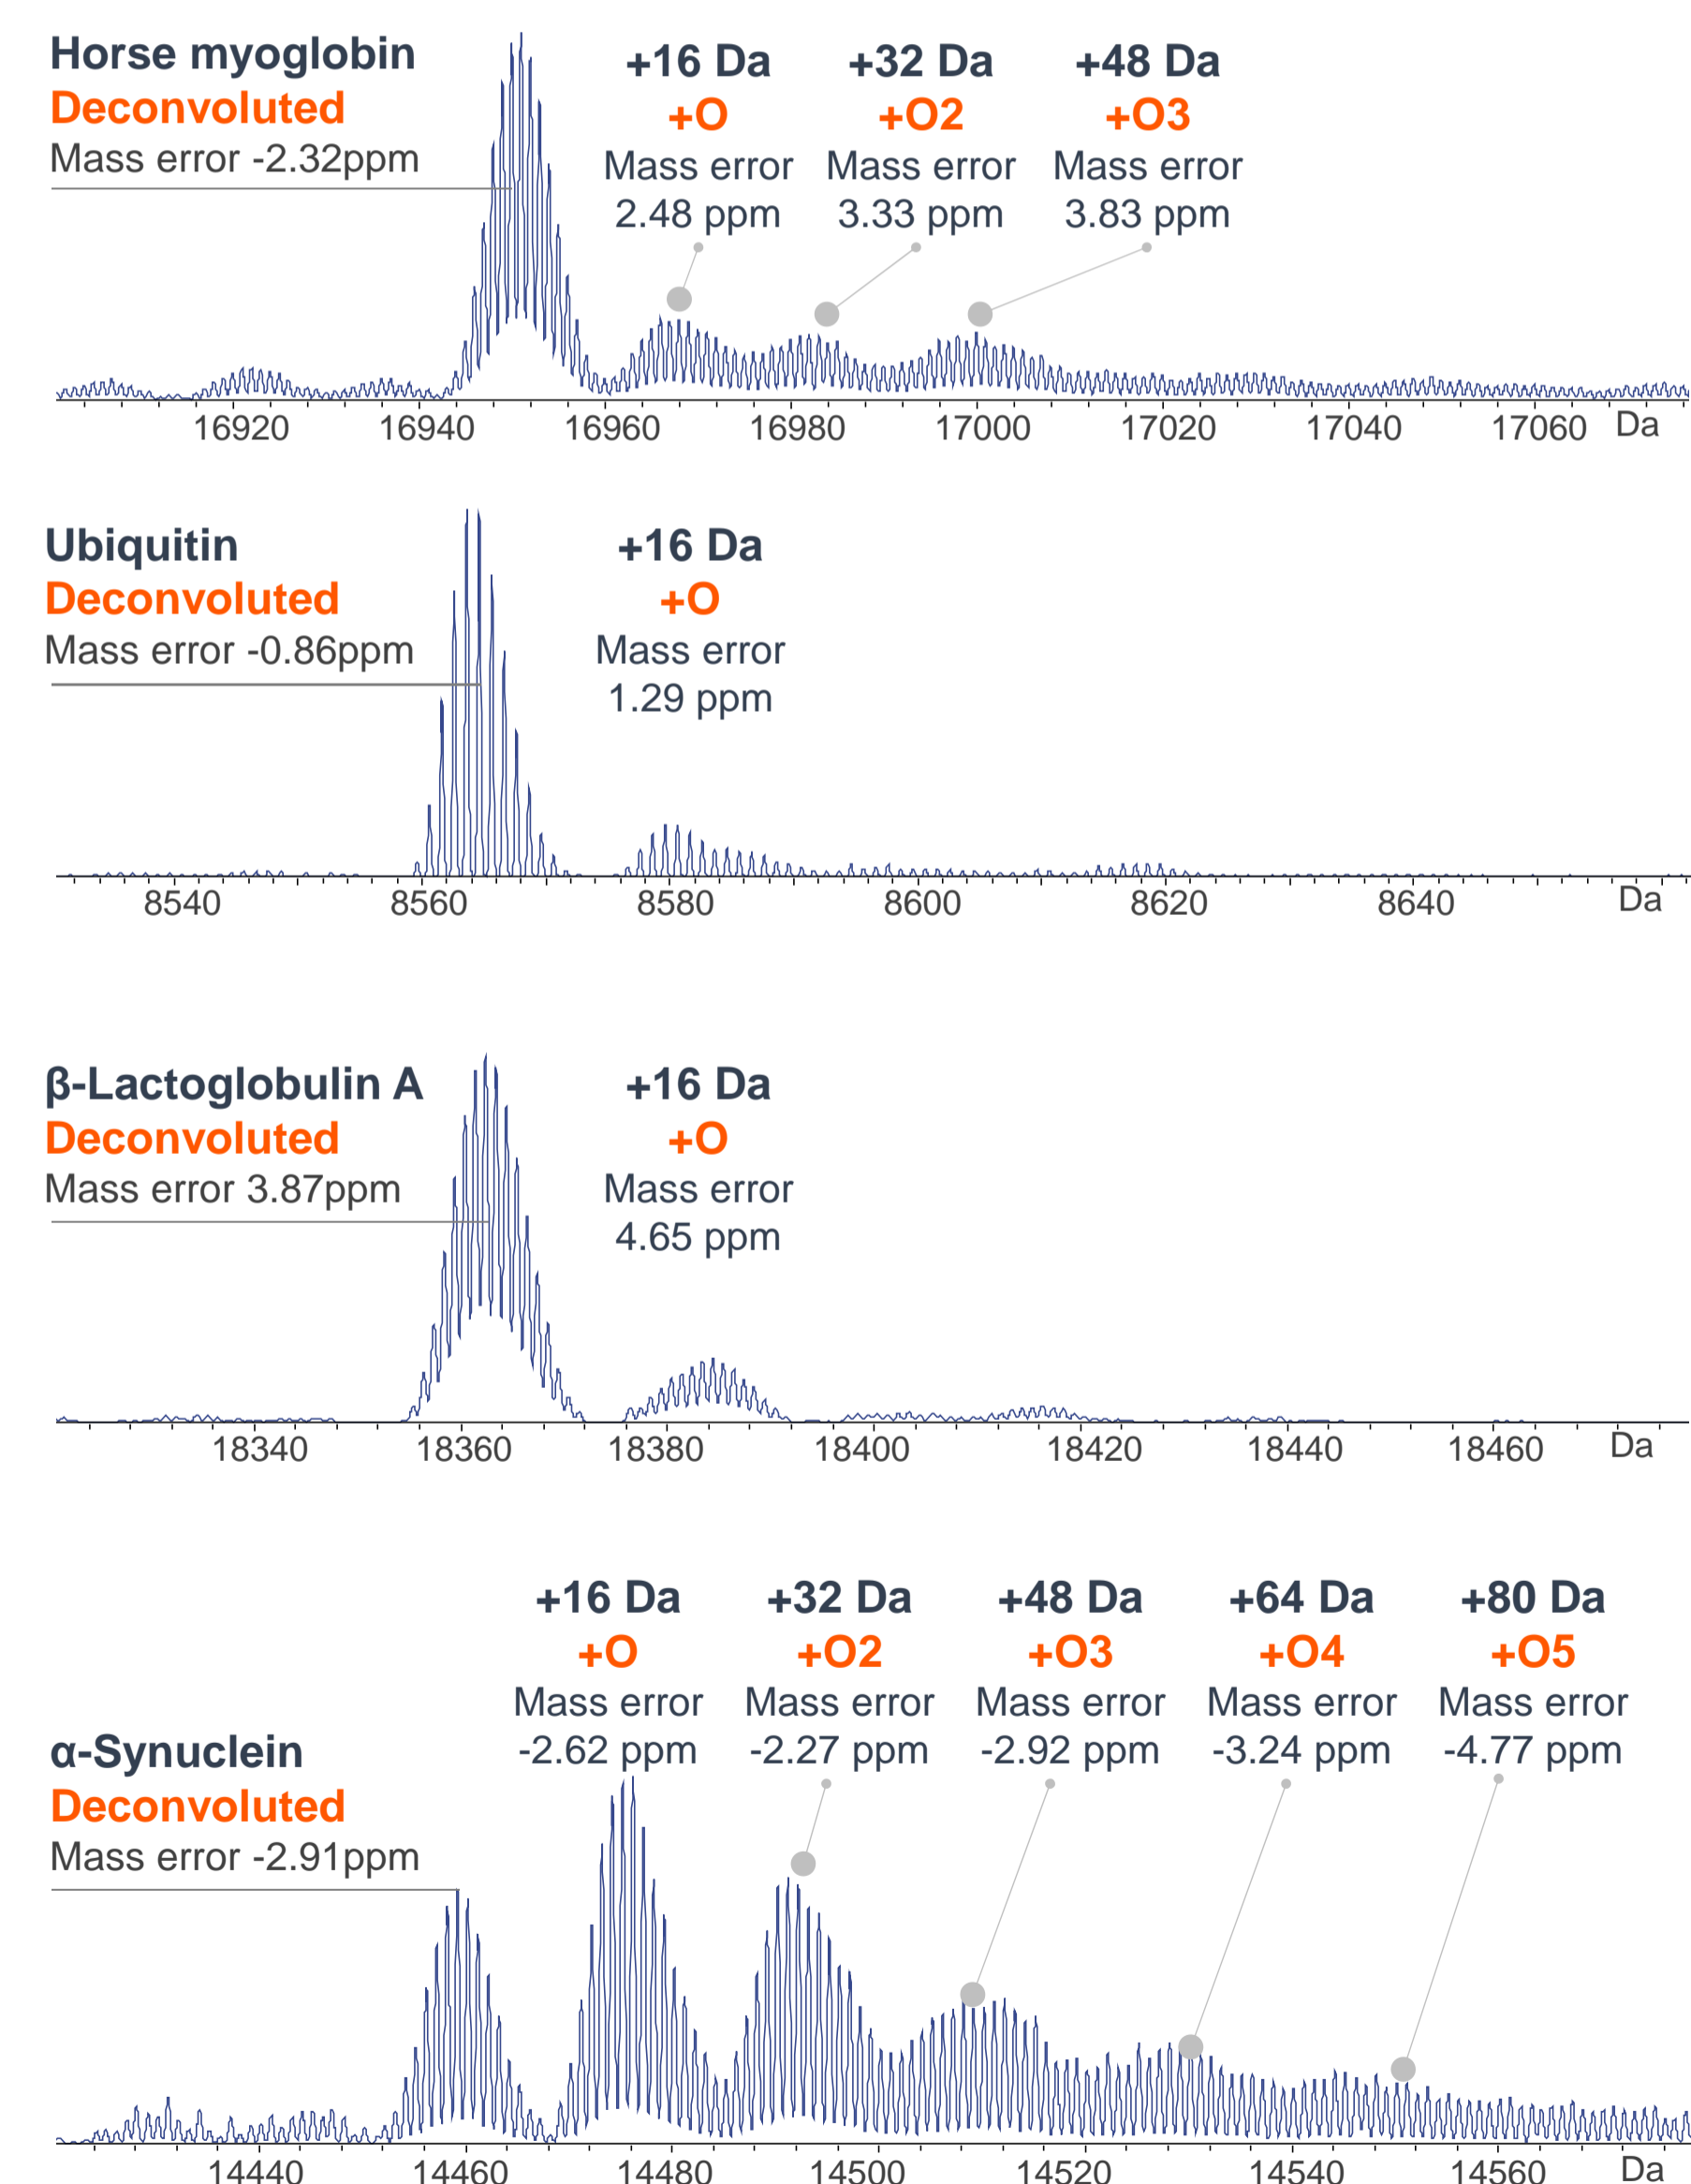 Horse myoglobin
Deconvoluted
Mass error -2.32ppm
+16 Da
+O
Mass error
2.48 ppm
+32 Da
+O2
Mass error
3.33 ppm
+48 Da
+O3
Mass error
3.83 ppm
16920 16940 16960 16980 17000 17020 17040 17060 Da
Ubiquitin
Deconvoluted
Mass error -0.86ppm
+16 Da
+O
Mass error
1.29 ppm
8540 8560 8580 8600 8620 8640 Da
β-Lactoglobulin A
Deconvoluted
Mass error 3.87ppm
+16 Da
+O
Mass error
4.65 ppm
18340 18360 18380 18400 18420 18440 18460 Da
+16 Da
+O
Mass error
-2.62 ppm
+32 Da
+O2
Mass error
-2.27 ppm
+48 Da
+O3
Mass error
-2.92 ppm
+64 Da
+O4
Mass error
-3.24 ppm
+80 Da
+O5
Mass error
-4.77 ppm
α-Synuclein
Deconvoluted
Mass error -2.91ppm
14440 14460 14480 14500 14520 14540 14560 Da